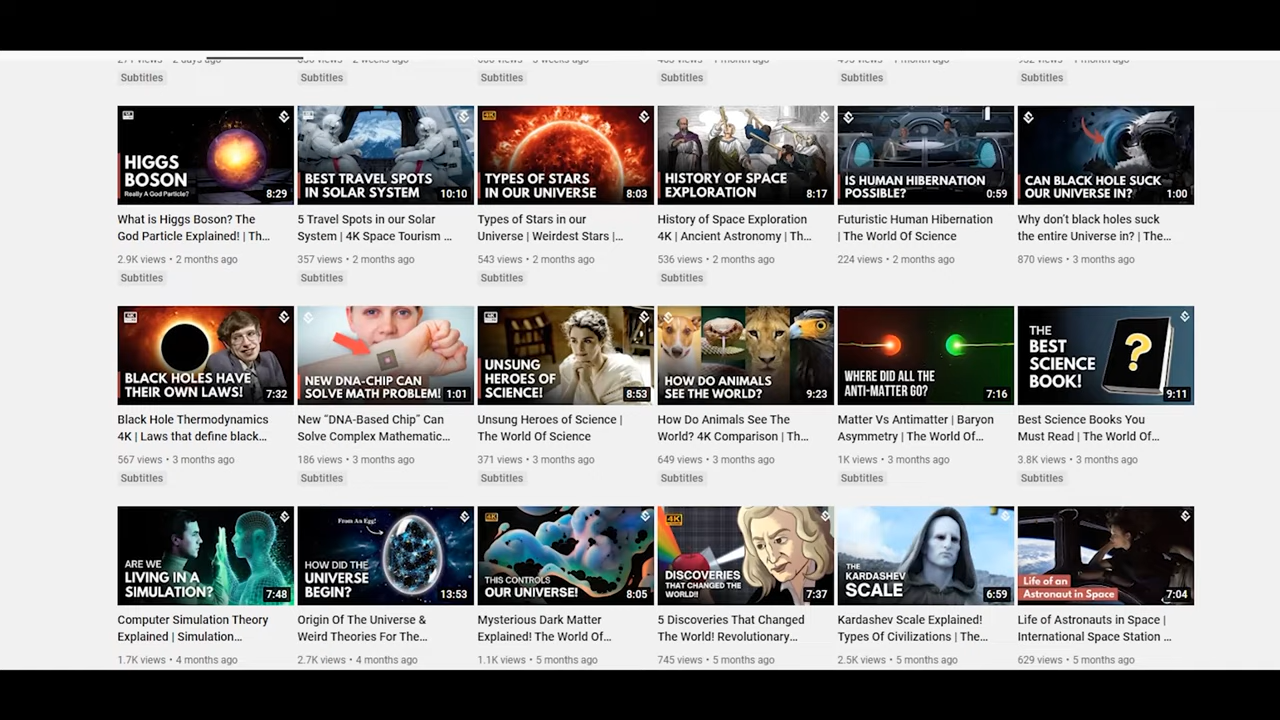 Subtitles
Subtitles
Subtitles
Subtitles
Subtitles
Subtitles
HIGGS
BOSON
Really A God Particle?
8:29
BEST TRAVEL SPOTS
IN SOLAR SYSTEM
10:10
4K
TYPES OF STARS
IN OUR UNIVERSE
8:03
HISTORY OF SPACE
EXPLORATION
8:17
IS HUMAN HIBERNATION
POSSIBLE?
0:59
CAN BLACK HOLE SUCK
OUR UNIVERSE IN?
1:00
What is Higgs Boson? The
God Particle Explained! | Th...
2.9K views • 2 months ago
Subtitles
5 Travel Spots in our Solar
System | 4K Space Tourism ...
357 views • 2 months ago
Subtitles
Types of Stars in our
Universe | Weirdest Stars |...
543 views • 2 months ago
Subtitles
History of Space Exploration
4K | Ancient Astronomy | Th...
536 views • 2 months ago
Subtitles
Futuristic Human Hibernation
| The World Of Science
224 views • 2 months ago
Why don't black holes suck
the entire Universe in? | The...
870 views • 3 months ago
BLACK HOLES HAVE
THEIR OWN LAWS!
7:32
NEW DNA-CHIP CAN
SOLVE MATH PROBLEM!
1:01
UNSUNG
HEROES OF
SCIENCE!
8:53
HOW DO ANIMALS
SEE THE WORLD?
9:23
WHERE DID ALL THE
ANTI-MATTER GO?
7:16
THE
BEST
SCIENCE
BOOK!
?
9:11
Black Hole Thermodynamics
4K | Laws that define black...
567 views • 3 months ago
Subtitles
New “DNA-Based Chip” Can
Solve Complex Mathematic...
186 views • 3 months ago
Subtitles
Unsung Heroes of Science |
The World Of Science
371 views • 3 months ago
Subtitles
How Do Animals See The
World? 4K Comparison | Th...
649 views • 3 months ago
Subtitles
Matter Vs Antimatter | Baryon
Asymmetry | The World Of...
1K views • 3 months ago
Subtitles
Best Science Books You
Must Read | The World Of...
3.8K views • 3 months ago
Subtitles
ARE WE
LIVING IN A
SIMULATION?
7:48
From An Egg!
HOW DID THE
UNIVERSE
BEGIN?
13:53
4K
THIS CONTROLS
OUR UNIVERSE!
8:05
4K
DISCOVERIES
THAT CHANGED THE
WORLD!!
7:37
THE
KARDASHEV
SCALE
6:59
Life of an
Astronaut in Space
7:04
Computer Simulation Theory
Explained | Simulation...
1.7K views • 4 months ago
Origin Of The Universe &
Weird Theories For The...
2.7K views • 4 months ago
Mysterious Dark Matter
Explained! The World Of...
1.1K views • 5 months ago
5 Discoveries That Changed
The World! Revolutionary...
745 views • 5 months ago
Kardashev Scale Explained!
Types Of Civilizations | The...
2.5K views • 5 months ago
Life of Astronauts in Space |
International Space Station ...
629 views • 5 months ago